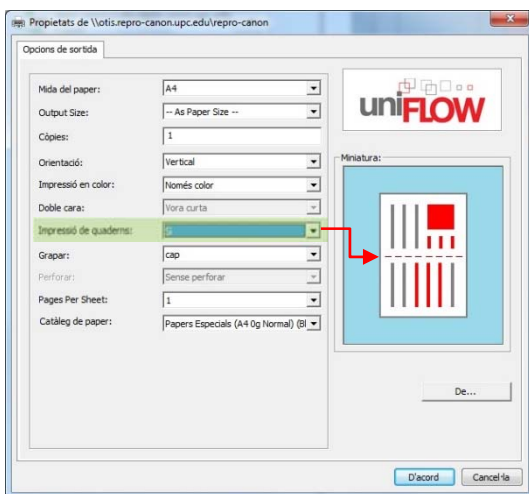 Propietats de \\otis.repro-canon.upc.edu/repro-canon
Opcions de sortida
Mida del paper: A4
Output Size: -- As Paper Size --
Còpies: 1
Orientació: Vertical
Impressió en color: Només color
Doble cara: Vora curta
Impressió de quaderns: Sí
Grapar: cap
Perforar: Sense perforar
Pages Per Sheet: 1
Catàleg de paper: Papers Especials (A4 0g Normal) (Bl
uniFLOW
Miniatura:
De...
D'acord
Cancel·la